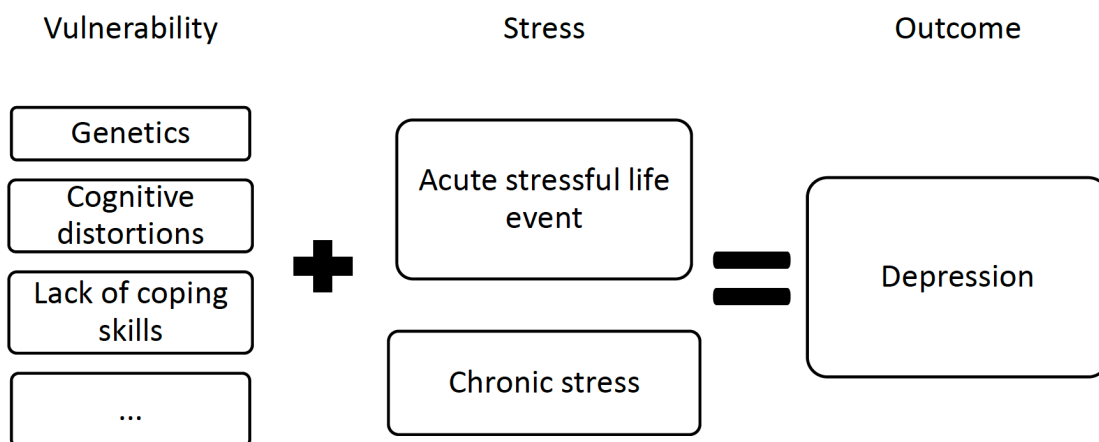 Vulnerability
Stress
Outcome
Genetics
Cognitive
distortions
Lack of coping
skills
...
Acute stressful life
event
Chronic stress
Depression